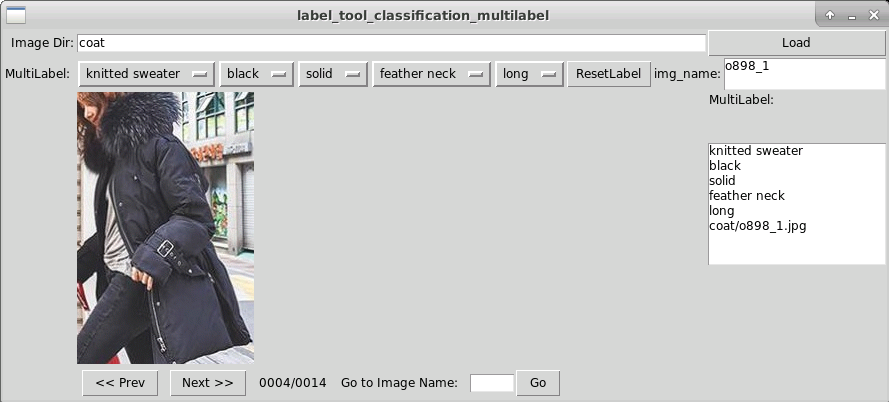 label_tool_classification_multilabel
Image Dir: coat Load
MultiLabel: knitted sweater black solid feather neck long ResetLabel img_name: o898_1
MultiLabel:
knitted sweater
black
solid
feather neck
long
coat/o898_1.jpg
<< Prev Next >> 0004/0014 Go to Image Name: Go